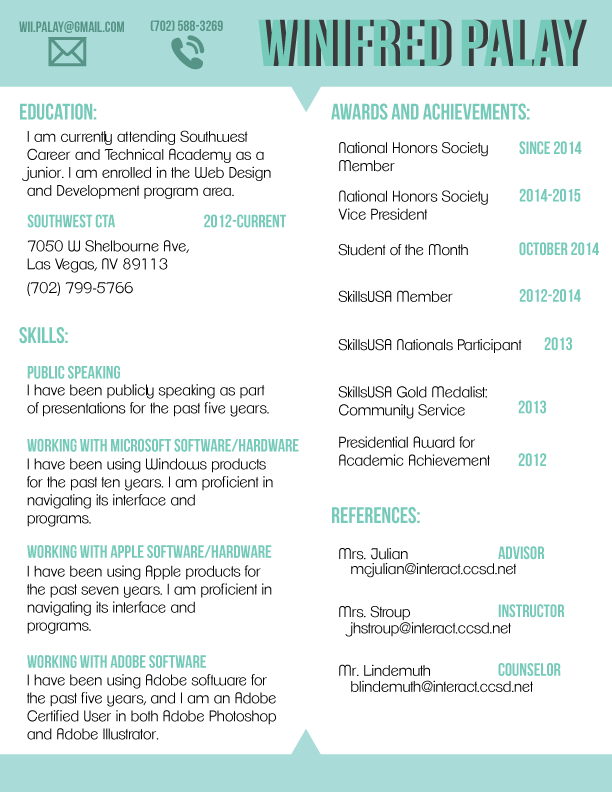 WII.PALAY@GMAIL.COM
(702) 588-3269
WINIFRED PALAY
EDUCATION:
I am currently attending Southwest
Career and Technical Academy as a
junior. I am enrolled in the Web Design
and Development program area.
SOUTHWEST CTA 2012-CURRENT
7050 W Shelbourne Ave,
Las Vegas, NV 89113
(702) 799-5766
SKILLS:
PUBLIC SPEAKING
I have been publicly speaking as part
of presentations for the past five years.
WORKING WITH MICROSOFT SOFTWARE/HARDWARE
I have been using Windows products
for the past ten years. I am proficient in
navigating its interface and
programs.
WORKING WITH APPLE SOFTWARE/HARDWARE
I have been using Apple products for
the past seven years. I am proficient in
navigating its interface and
programs.
WORKING WITH ADOBE SOFTWARE
I have been using Adobe software for
the past five years, and I am an Adobe
Certified User in both Adobe Photoshop
and Adobe Illustrator.
AWARDS AND ACHIEVEMENTS:
National Honors Society SINCE 2014
Member
National Honors Society 2014-2015
Vice President
Student of the Month OCTOBER 2014
SkillsUSA Member 2012-2014
SkillsUSA Nationals Participant 2013
SkillsUSA Gold Medalist:
Community Service 2013
Presidential Award for
Academic Achievement 2012
REFERENCES:
Mrs. Julian ADVISOR
mcjulian@interact.ccsd.net
Mrs. Stroup INSTRUCTOR
jhstroup@interact.ccsd.net
Mr. Lindemuth COUNSELOR
blindemuth@interact.ccsd.net